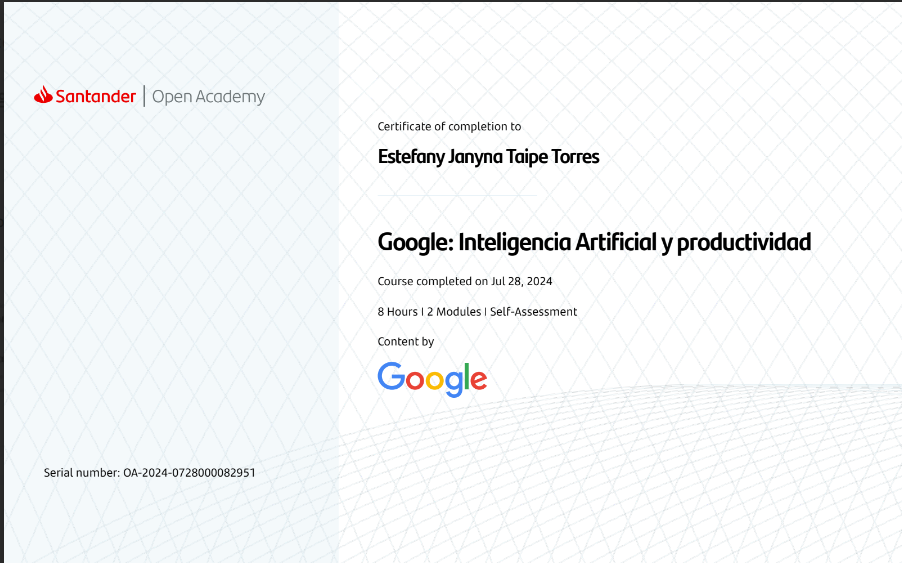 Santander | Open Academy
Certificate of completion to
Estefany Janyna Taipe Torres
Google: Inteligencia Artificial y productividad
Course completed on Jul 28, 2024
8 Hours | 2 Modules | Self-Assessment
Content by
Google
Serial number: OA-2024-0728000082951